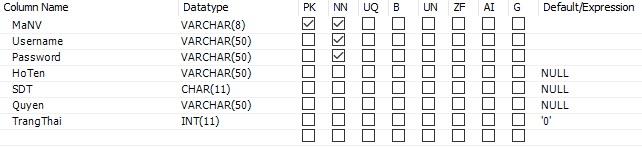 Column Name Datatype PK NN UQ B UN ZF AI G Default/Expression
MaNV VARCHAR(8)
Username VARCHAR(50)
Password VARCHAR(50)
HoTen VARCHAR(50) NULL
SDT CHAR(11) NULL
Quyen VARCHAR(50) NULL
TrangThai INT(11) '0'